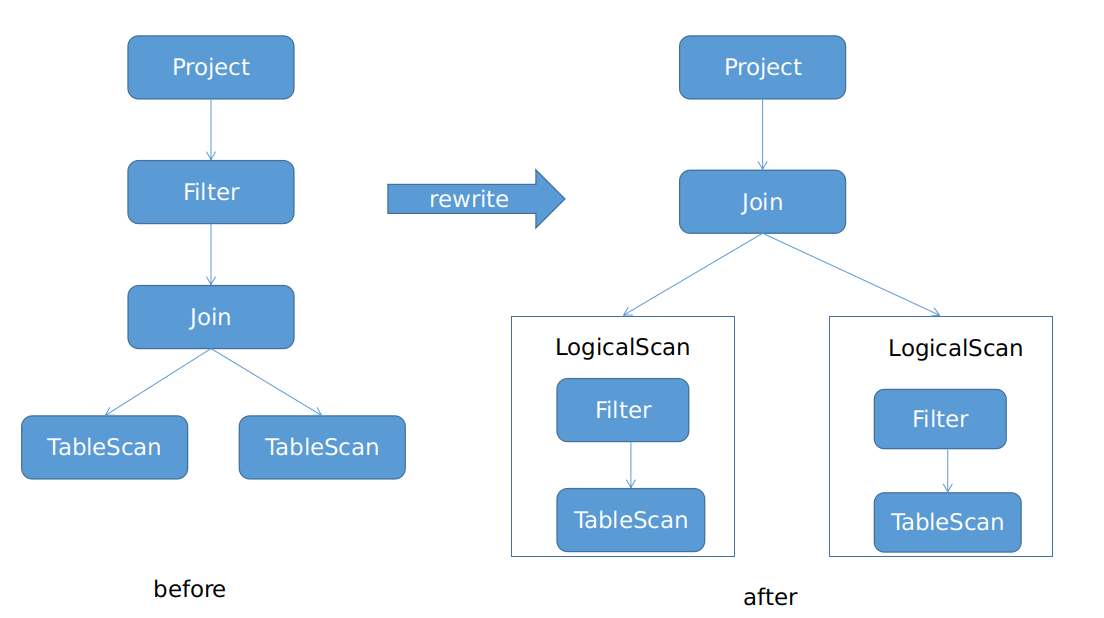 Project
Filter
Join
TableScan
TableScan
before
rewrite
Project
Join
LogicalScan
Filter
TableScan
LogicalScan
Filter
TableScan
after